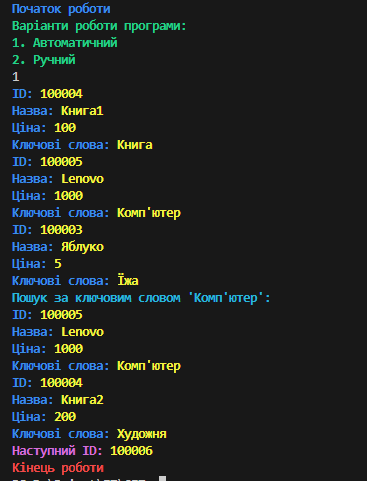 Початок роботи
Варіанти роботи програми:
1. Автоматичний
2. Ручний
1
ID: 100004
Назва: Книга1
Ціна: 100
Ключові слова: Книга
ID: 100005
Назва: Lenovo
Ціна: 1000
Ключові слова: Комп'ютер
ID: 100003
Назва: Яблуко
Ціна: 5
Ключові слова: Їжа
Пошук за ключовим словом 'Комп'ютер':
ID: 100005
Назва: Lenovo
Ціна: 1000
Ключові слова: Комп'ютер
ID: 100004
Назва: Книга2
Ціна: 200
Ключові слова: Художня
Наступний ID: 100006
Кінець роботи